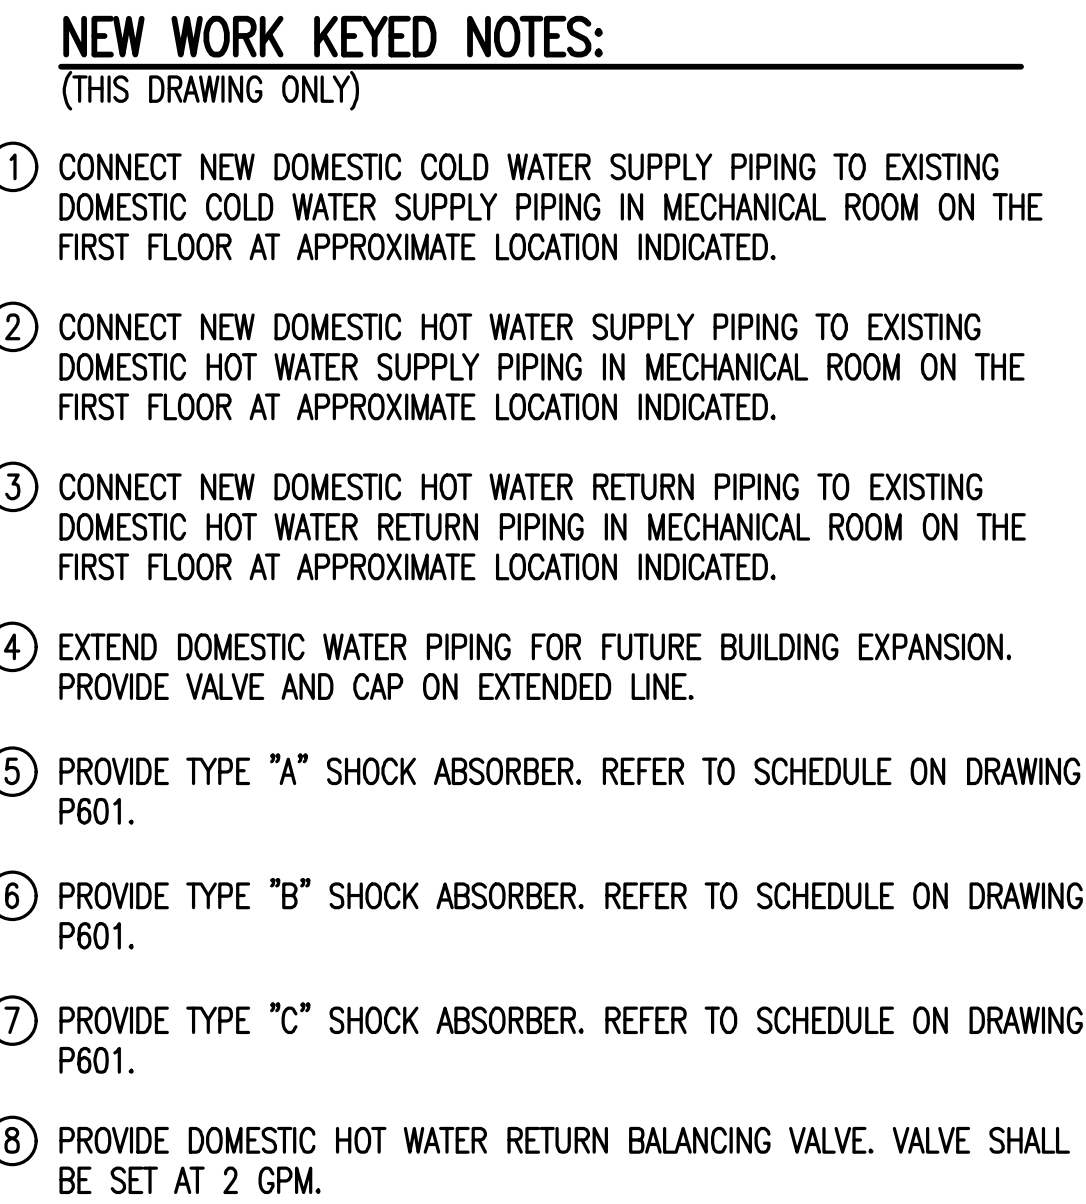 NEW WORK KEYED NOTES:
(THIS DRAWING ONLY)
1 CONNECT NEW DOMESTIC COLD WATER SUPPLY PIPING TO EXISTING
DOMESTIC COLD WATER SUPPLY PIPING IN MECHANICAL ROOM ON THE
FIRST FLOOR AT APPROXIMATE LOCATION INDICATED.
2 CONNECT NEW DOMESTIC HOT WATER SUPPLY PIPING TO EXISTING
DOMESTIC HOT WATER SUPPLY PIPING IN MECHANICAL ROOM ON THE
FIRST FLOOR AT APPROXIMATE LOCATION INDICATED.
3 CONNECT NEW DOMESTIC HOT WATER RETURN PIPING TO EXISTING
DOMESTIC HOT WATER RETURN PIPING IN MECHANICAL ROOM ON THE
FIRST FLOOR AT APPROXIMATE LOCATION INDICATED.
4 EXTEND DOMESTIC WATER PIPING FOR FUTURE BUILDING EXPANSION.
PROVIDE VALVE AND CAP ON EXTENDED LINE.
5 PROVIDE TYPE "A" SHOCK ABSORBER. REFER TO SCHEDULE ON DRAWING
P601.
6 PROVIDE TYPE "B" SHOCK ABSORBER. REFER TO SCHEDULE ON DRAWING
P601.
7 PROVIDE TYPE "C" SHOCK ABSORBER. REFER TO SCHEDULE ON DRAWING
P601.
8 PROVIDE DOMESTIC HOT WATER RETURN BALANCING VALVE. VALVE SHALL
BE SET AT 2 GPM.